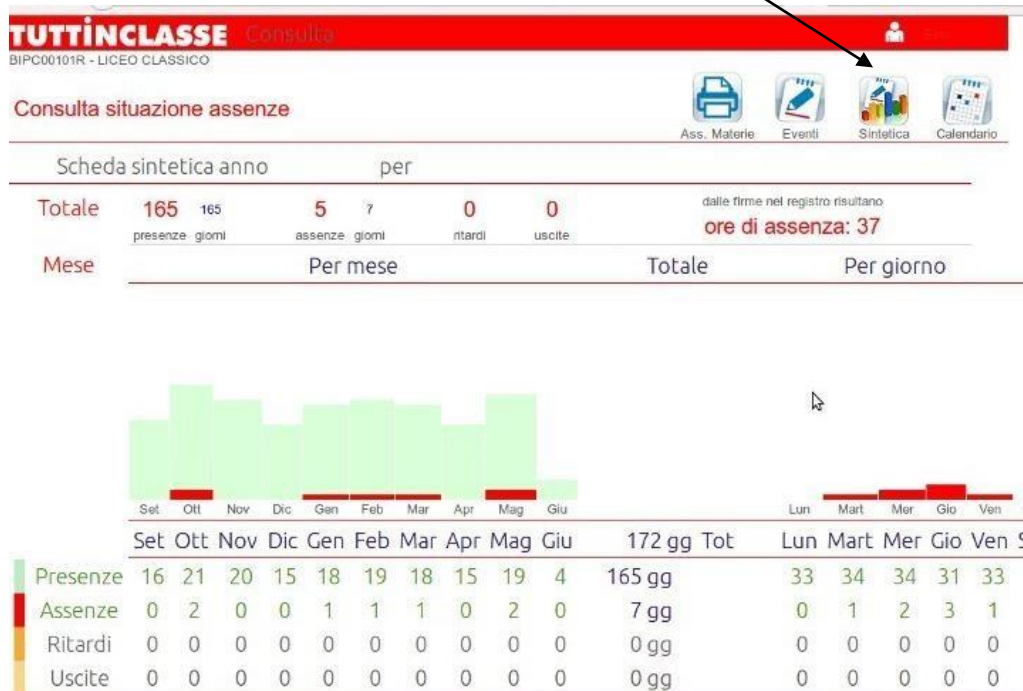 TUTTINCLASSE Consulta
BIPC00101R - LICEO CLASSICO
Consulta situazione assenze
Ass. Materie Eventi Sintetica Calendario
Scheda sintetica anno per
Totale 165 165 5 7 0 0 dalle firme nel registro risultano
presenze giorni assenze giorni ritardi uscite ore di assenza: 37
Mese Per mese Totale Per giorno
Set Ott Nov Dic Gen Feb Mar Apr Mag Giu Lun Mart Mer Gio Ven
Set Ott Nov Dic Gen Feb Mar Apr Mag Giu 172 gg Tot Lun Mart Mer Gio Ven
Presenze 16 21 20 15 18 19 18 15 19 4 165 gg 33 34 34 31 33
Assenze 0 2 0 0 1 1 1 0 2 0 7 gg 0 1 2 3 1
Ritardi 0 0 0 0 0 0 0 0 0 0 0 gg 0 0 0 0 0
Uscite 0 0 0 0 0 0 0 0 0 0 0 gg 0 0 0 0 0